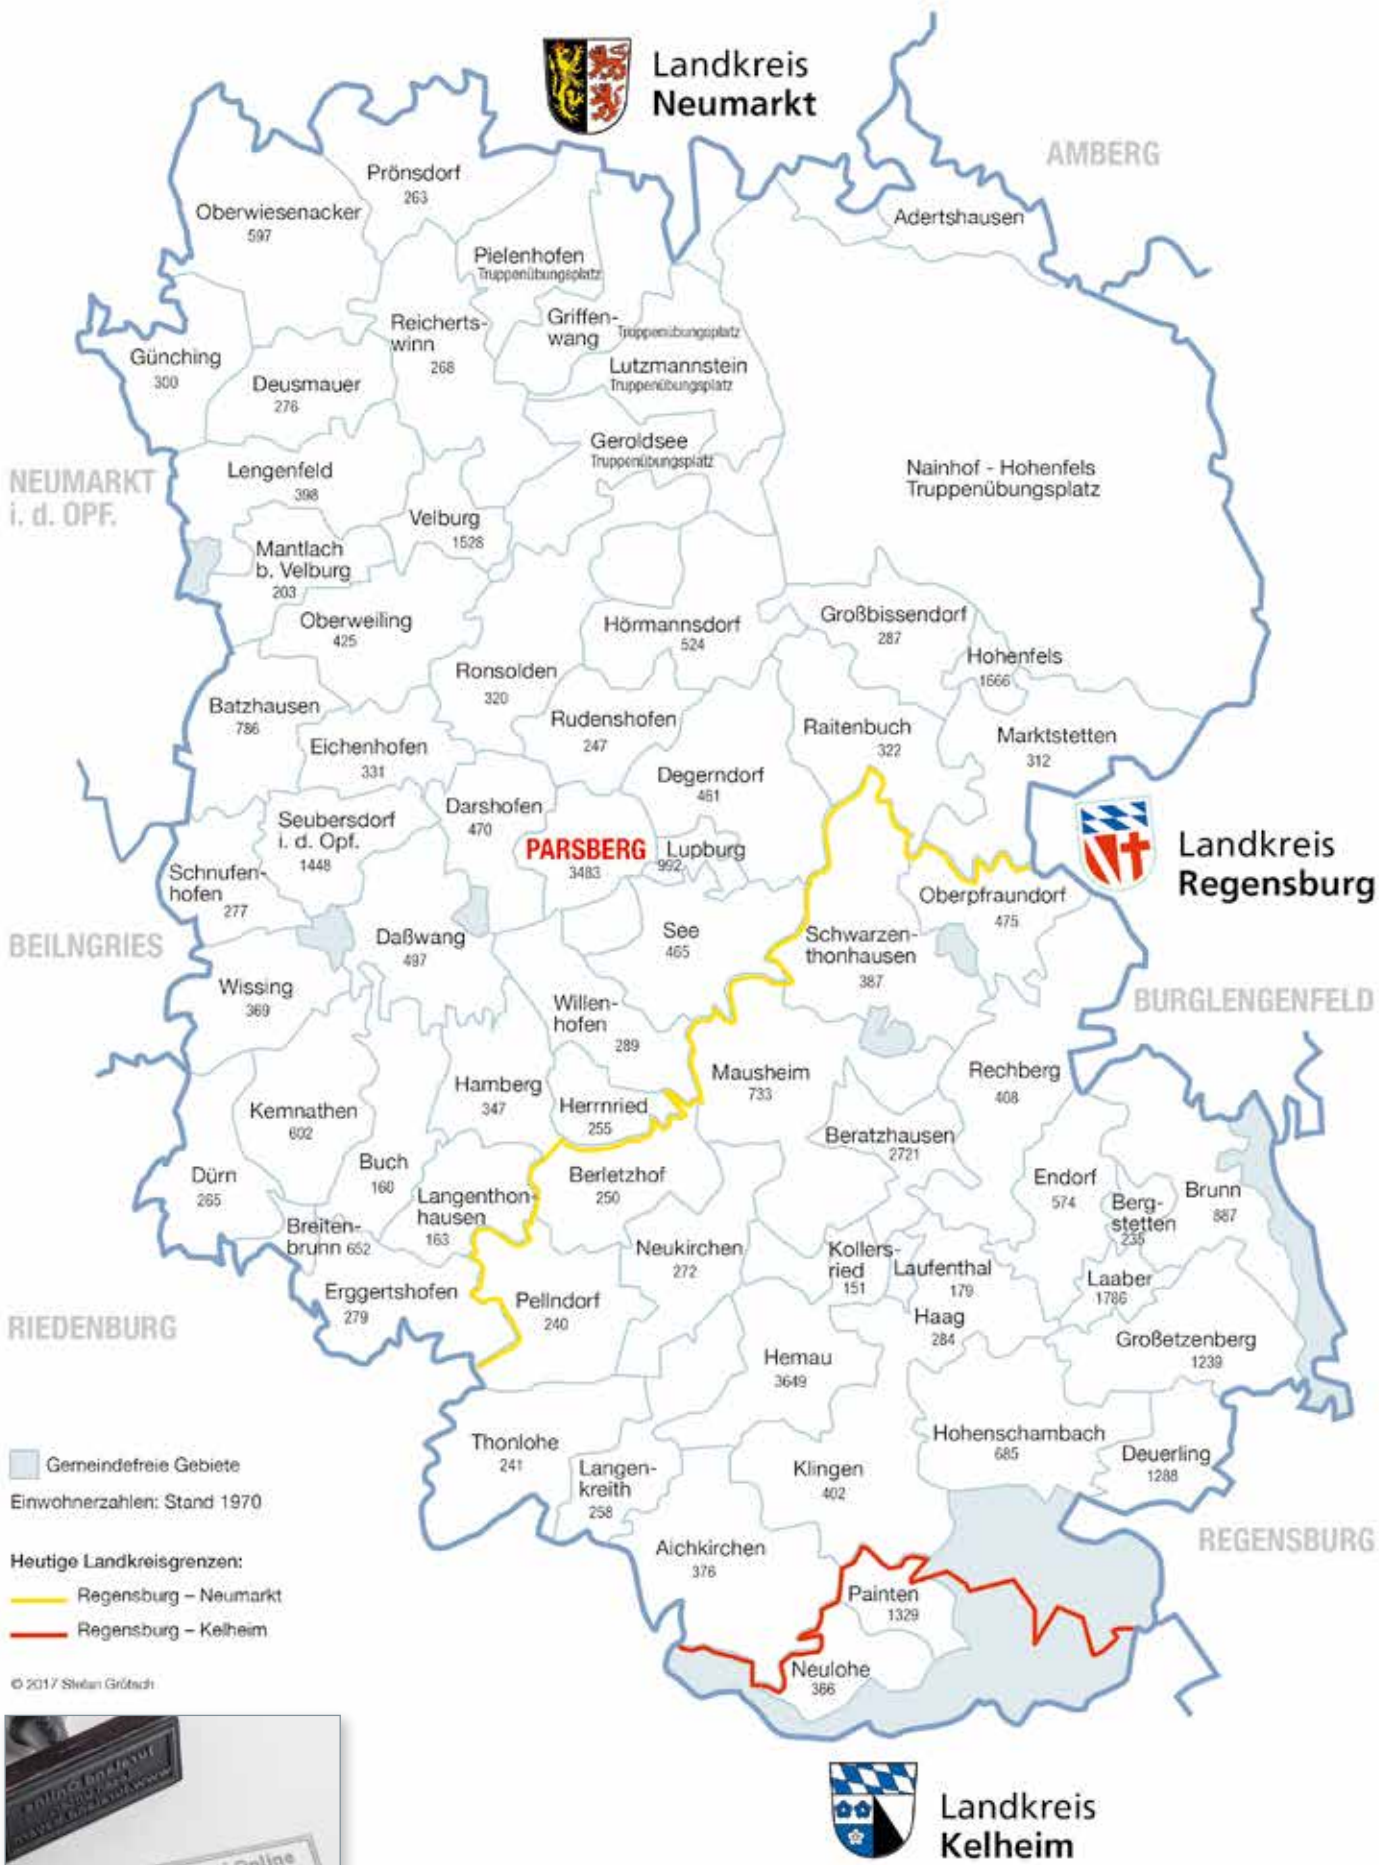 Landkreis
Neumarkt
AMBERG
Prönsdorf
263
Oberwiesenacker
597
Adertshausen
Pielenhofen
Truppenübungsplatz
Reicherts-
winn
268
Griffen-
wang
Truppenübungsplatz
Günching
300
Deusmauer
276
Lutzmannstein
Truppenübungsplatz
Geroldsee
Truppenübungsplatz
NEUMARKT
i. d. OPF.
Lengenfeld
398
Nainhof - Hohenfels
Truppenübungsplatz
Velburg
1528
Mantlach
b. Velburg
203
Oberweiling
425
Hörmannsdorf
524
Großbissendorf
287
Hohenfels
1666
Ronsolden
320
Batzhausen
786
Rudenshofen
247
Raitenbuch
322
Marktstetten
312
Eichenhofen
331
Degerndorf
461
Darshofen
470
Seubersdorf
i. d. Opf.
1448
PARSBERG
3483
Lupburg
992
Landkreis
Regensburg
Schnufen-
hofen
277
Oberpfraundorf
475
BEILNGRIES
Daßwang
497
See
465
Schwarzen-
thonhausen
387
Wissing
369
Willen-
hofen
289
BURGLENGENFELD
Mausheim
733
Rechberg
408
Hamberg
347
Kemnathen
602
Herrnried
255
Beratzhausen
2721
Dürn
265
Buch
160
Berletzhof
250
Endorf
574
Brunn
887
Langenthon-
hausen
163
Berg-
stetten
235
Breiten-
brunn 652
Neukirchen
272
Kollers-
ried
151
Laufenthal
179
Laaber
1786
Erggertshofen
279
Pellndorf
240
Haag
284
RIEDENBURG
Großetzenberg
1239
Hemau
3649
Thonlohe
241
Hohenschambach
685
Deuerling
1288
Langen-
kreith
258
Klingen
402
Gemeindefreie Gebiete
Einwohnerzahlen: Stand 1970
REGENSBURG
Aichkirchen
376
Heutige Landkreisgrenzen:
Regensburg – Neumarkt
Regensburg – Kelheim
Painten
1329
Neulohe
366
© 2017 Stefan Grötsch
Landkreis
Kelheim
Online